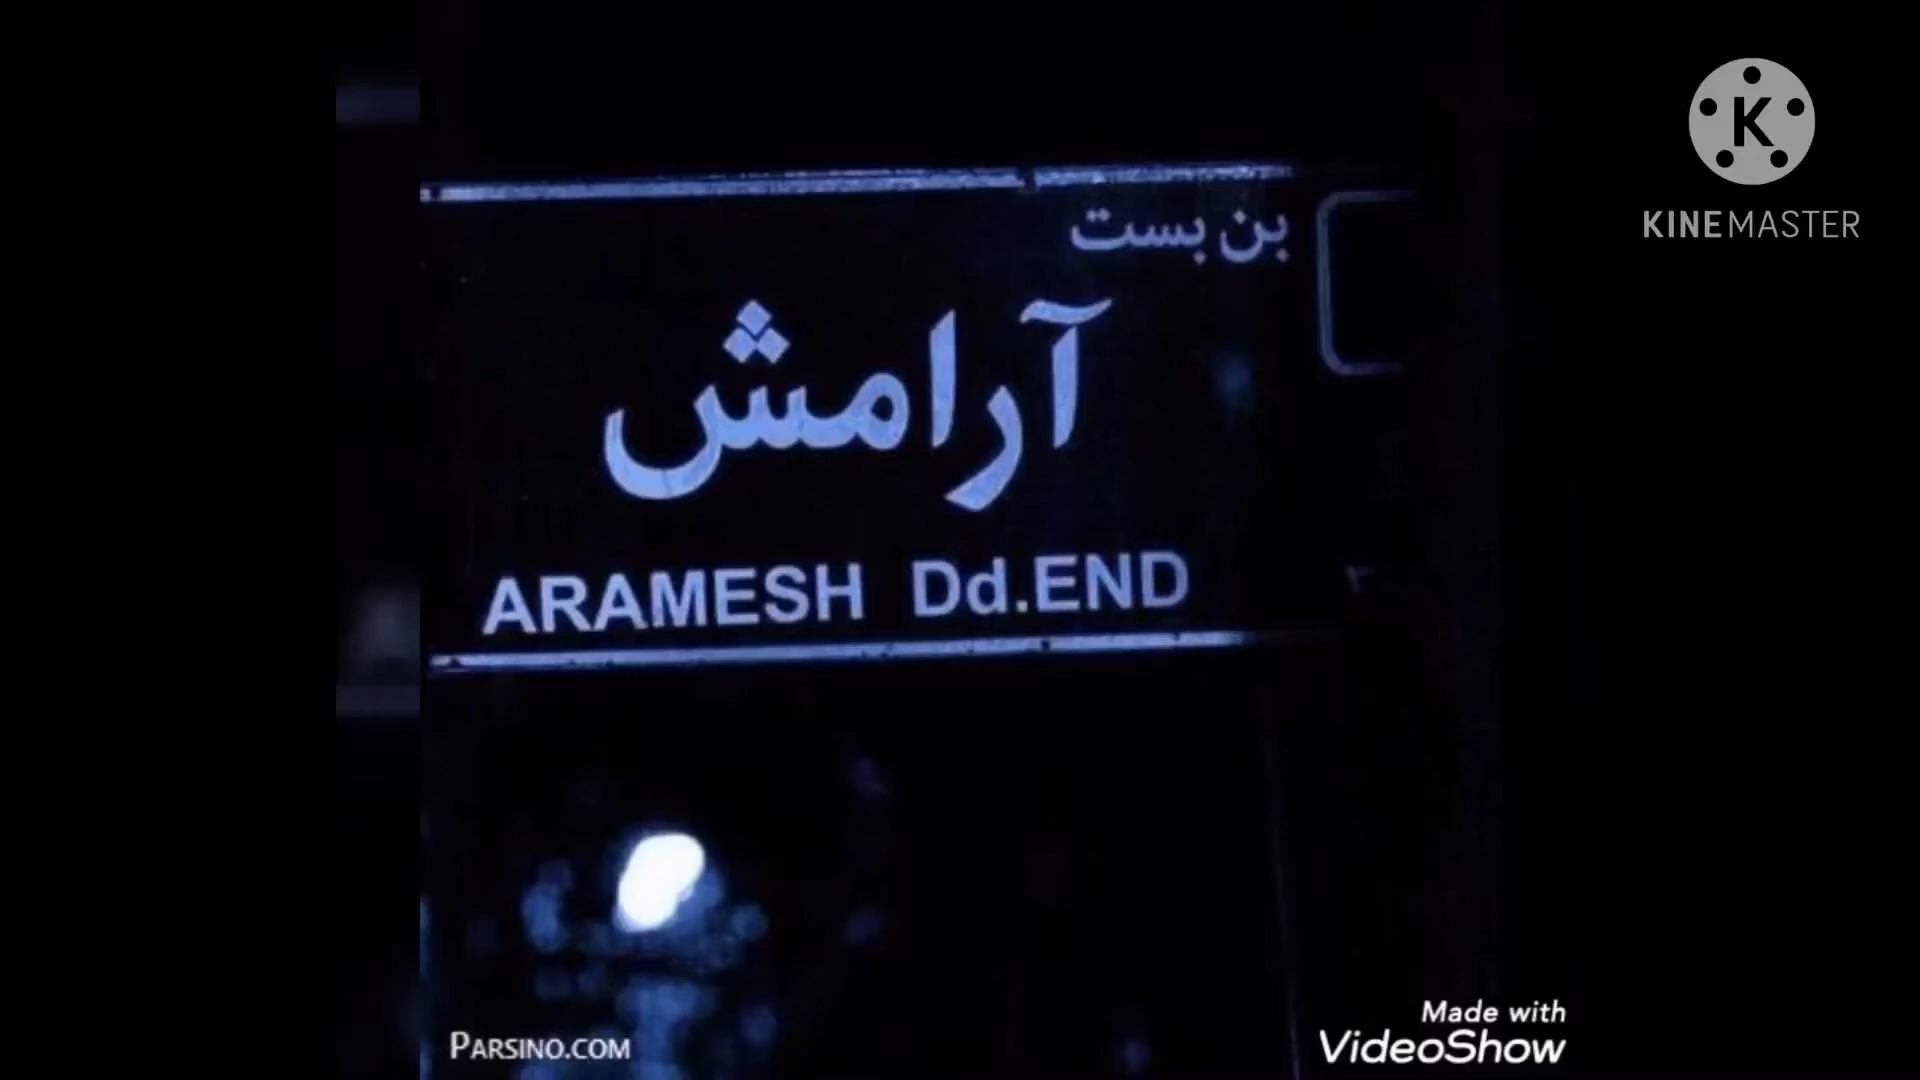 K
KINEMASTER
بن بست
آرامش
ARAMESH Dd.END
PARSINO.COM
Made with
VideoShow